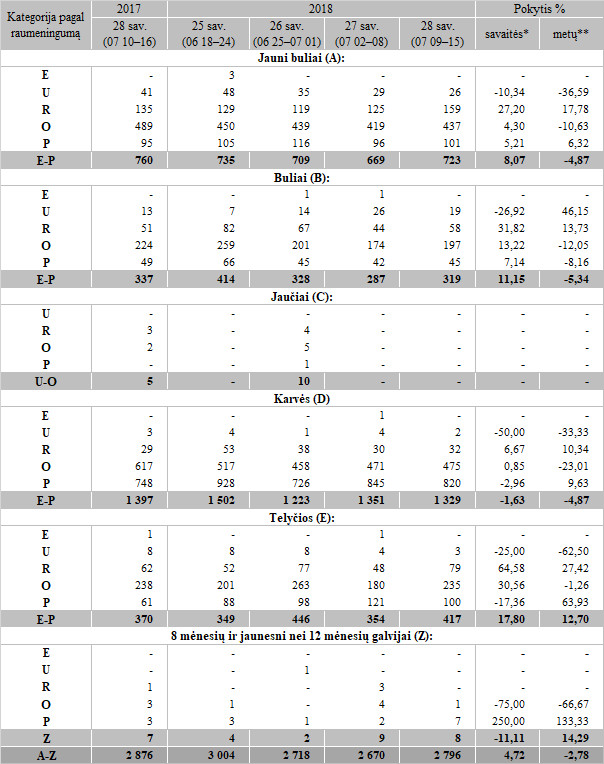 Kategorija pagal raumeningumą 2017 2018 Pokytis %
28 sav. (07 10–16) 25 sav. (06 18–24) 26 sav. (06 25–07 01) 27 sav. (07 02–08) 28 sav. (07 09–15) savaitės* metų**
Jauni buliai (A):
E - 3 - - - - -
U 41 48 35 29 26 -10,34 -36,59
R 135 129 119 125 159 27,20 17,78
O 489 450 439 419 437 4,30 -10,63
P 95 105 116 96 101 5,21 6,32
E-P 760 735 709 669 723 8,07 -4,87
Buliai (B):
E - - 1 1 - - -
U 13 7 14 26 19 -26,92 46,15
R 51 82 67 44 58 31,82 13,73
O 224 259 201 174 197 13,22 -12,05
P 49 66 45 42 45 7,14 -8,16
E-P 337 414 328 287 319 11,15 -5,34
Jaučiai (C):
U - - - - - - -
R 3 - 4 - - - -
O 2 - 5 - - - -
P - - 1 - - - -
U-O 5 - 10 - - - -
Karvės (D)
E - - - 1 - - -
U 3 4 1 4 2 -50,00 -33,33
R 29 53 38 30 32 6,67 10,34
O 617 517 458 471 475 0,85 -23,01
P 748 928 726 845 820 -2,96 9,63
E-P 1 397 1 502 1 223 1 351 1 329 -1,63 -4,87
Telyčios (E):
E 1 - - 1 - - -
U 8 8 8 4 3 -25,00 -62,50
R 62 52 77 48 79 64,58 27,42
O 238 201 263 180 235 30,56 -1,26
P 61 88 98 121 100 -17,36 63,93
E-P 370 349 446 354 417 17,80 12,70
8 mėnesių ir jaunesni nei 12 mėnesių galvijai (Z):
E - - - - - - -
U - - 1 - - - -
R 1 - - 3 - - -
O 3 1 - 4 1 -75,00 -66,67
P 3 3 1 2 7 250,00 133,33
Z 7 4 2 9 8 -11,11 14,29
A-Z 2 876 3 004 2 718 2 670 2 796 4,72 -2,78